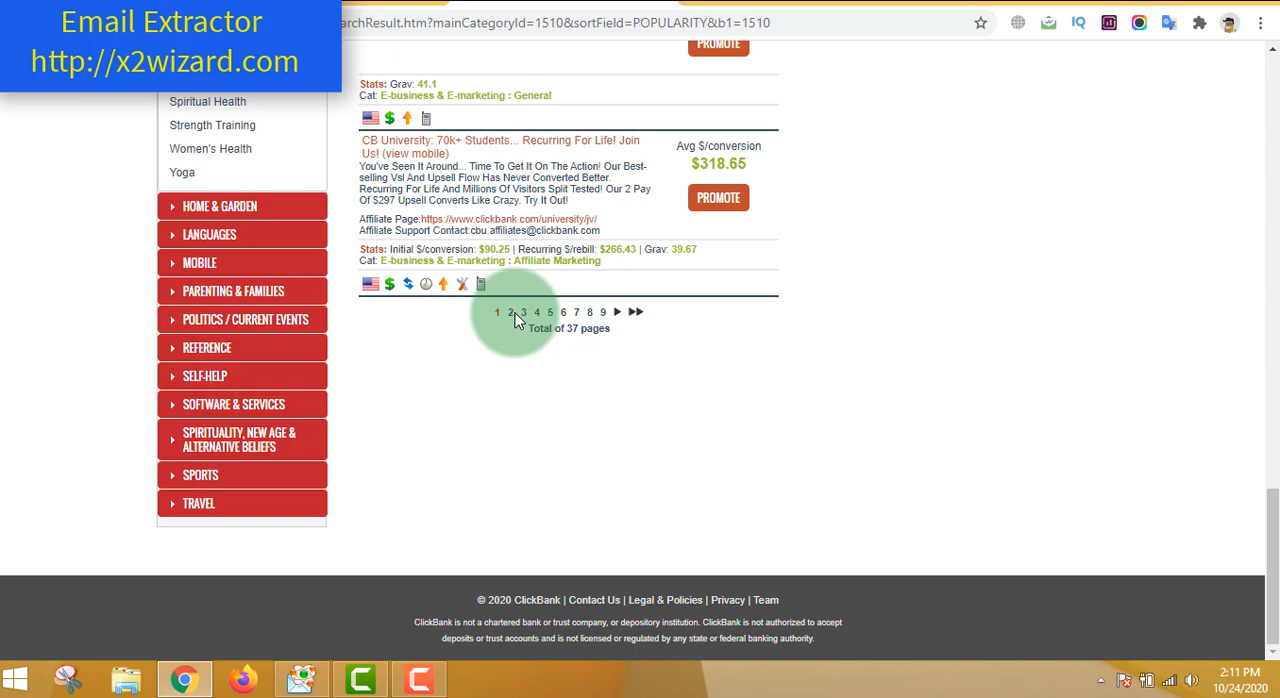 Email Extractor
http://x2wizard.com
archResult.htm?mainCategoryId=1510&sortField=POPULARITY&b1=1510
IQ
PROMOTE
Stats: Grav: 41.1
Cat: E-business & E-marketing : General
Spiritual Health
Strength Training
Women's Health
Yoga
HOME & GARDEN
LANGUAGES
MOBILE
PARENTING & FAMILIES
POLITICS / CURRENT EVENTS
REFERENCE
SELF-HELP
SOFTWARE & SERVICES
SPIRITUALITY, NEW AGE &
ALTERNATIVE BELIEFS
SPORTS
TRAVEL
CB University: 70k+ Students... Recurring For Life! Join
Us! (view mobile)
You've Seen It Around... Time To Get It On The Action! Our Best-
selling Vsl And Upsell Flow Has Never Converted Better.
Recurring For Life And Millions Of Visitors Split Tested! Our 2 Pay
Of $297 Upsell Converts Like Crazy. Try It Out!
Affiliate Page:https://www.clickbank.com/university/jv/
Affiliate Support Contact:cbu.affiliates@clickbank.com
Avg $/conversion
$318.65
PROMOTE
Stats: Initial $/conversion: $90.25 | Recurring $/rebill: $266.43 | Grav: 39.67
Cat: E-business & E-marketing : Affiliate Marketing
1 2 3 4 5 6 7 8 9
Total of 37 pages
© 2020 ClickBank | Contact Us | Legal & Policies | Privacy | Team
ClickBank is not a chartered bank or trust company, or depository institution. ClickBank is not authorized to accept
deposits or trust accounts and is not licensed or regulated by any state or federal banking authority.
2:11 PM
10/24/2020